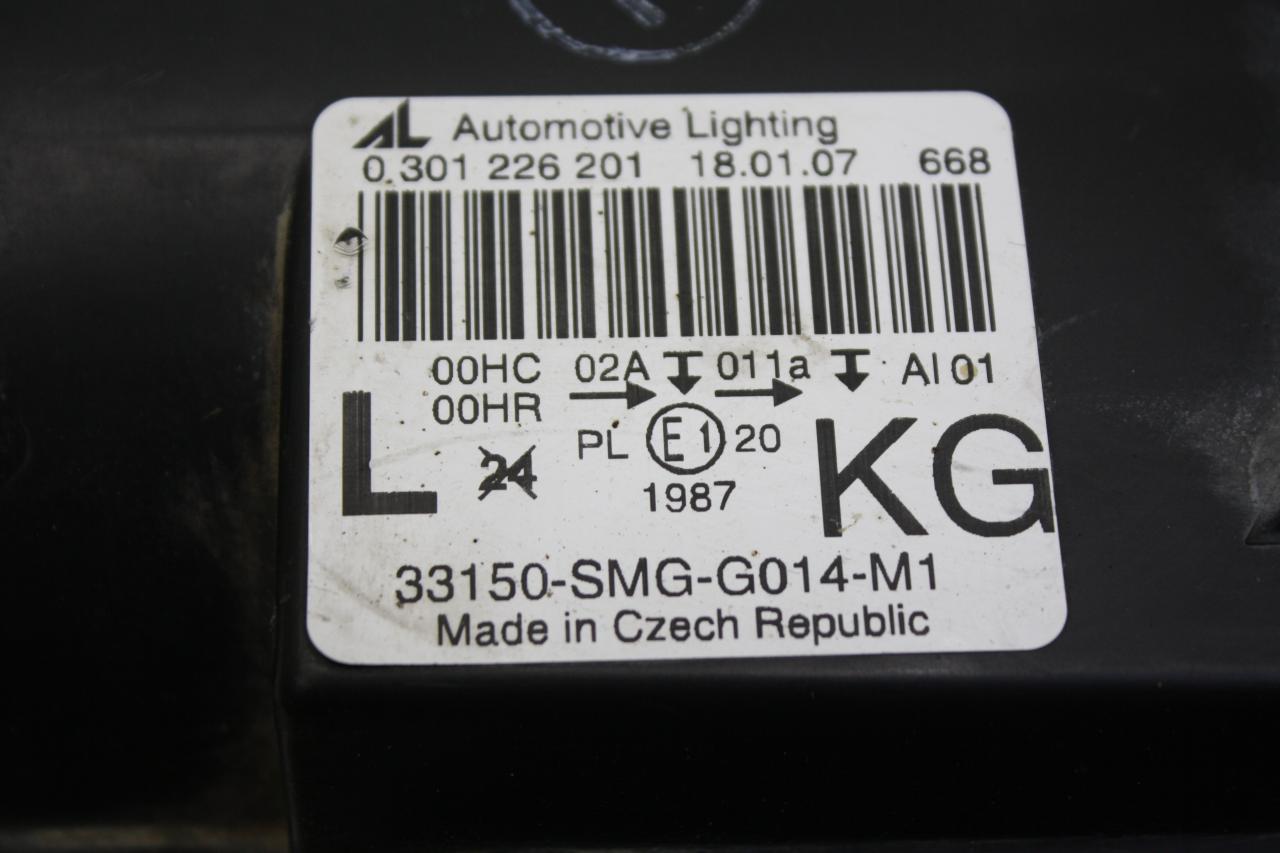 AL Automotive Lighting
0 301 226 201 18.01.07 668
00HC 02A 011a AI 01
00HR
L 24 PL E1 20 KG
1987
33150-SMG-G014-M1
Made in Czech Republic